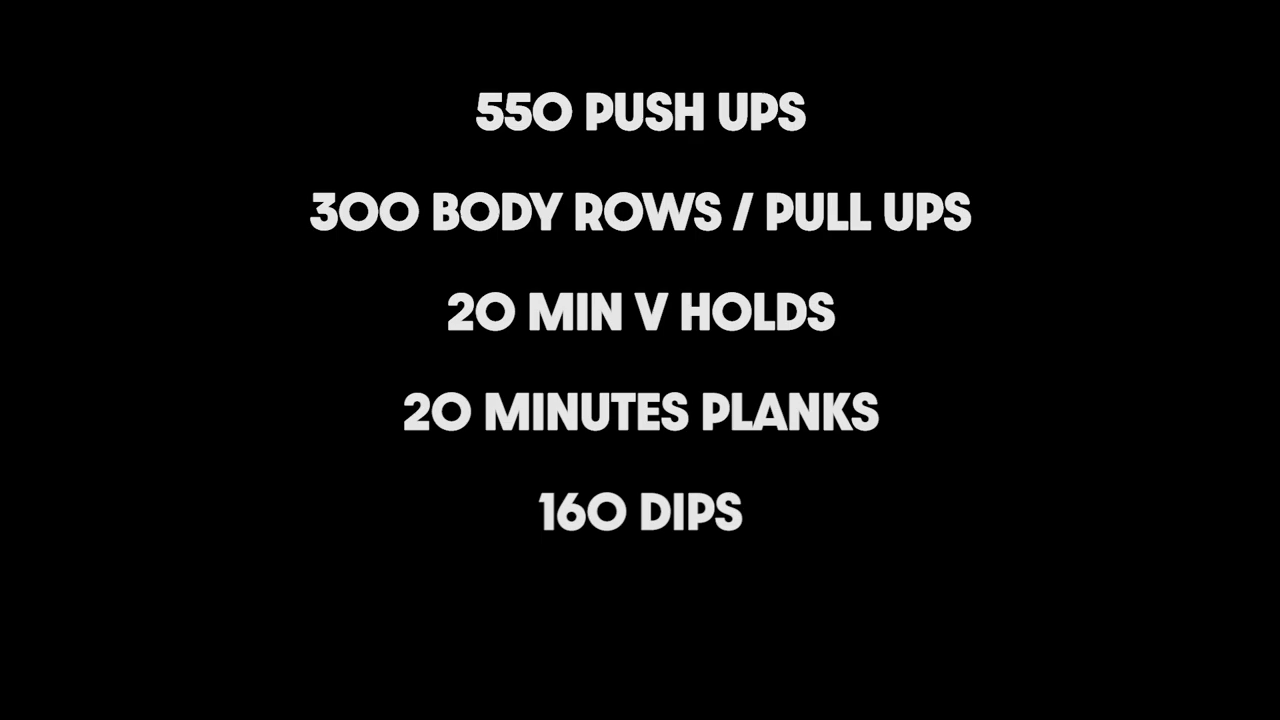 550 PUSH UPS
300 BODY ROWS / PULL UPS
20 MIN V HOLDS
20 MINUTES PLANKS
160 DIPS